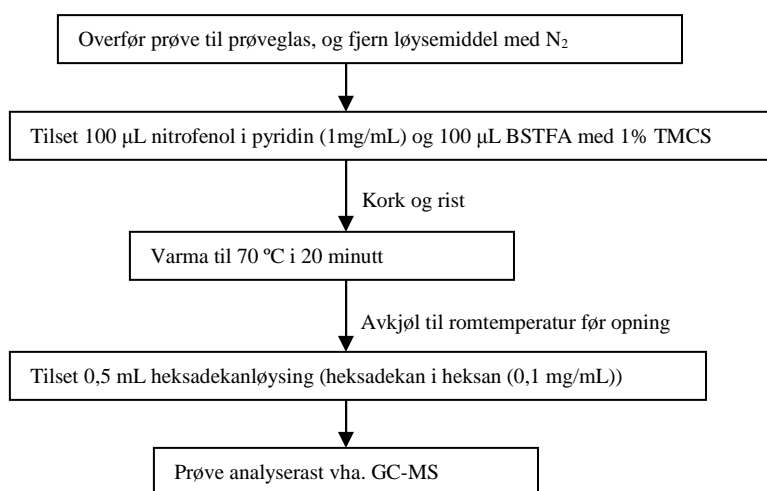 Overfør prøve til prøveglas, og fjern løysemiddel med N₂
Tilset 100 µL nitrofenol i pyridin (1mg/mL) og 100 µL BSTFA med 1% TMCS
Kork og rist
Varma til 70 ºC i 20 minutt
Avkjøl til romtemperatur før opning
Tilset 0,5 mL heksadekanløysing (heksadekan i heksan (0,1 mg/mL))
Prøve analyserast vha. GC-MS